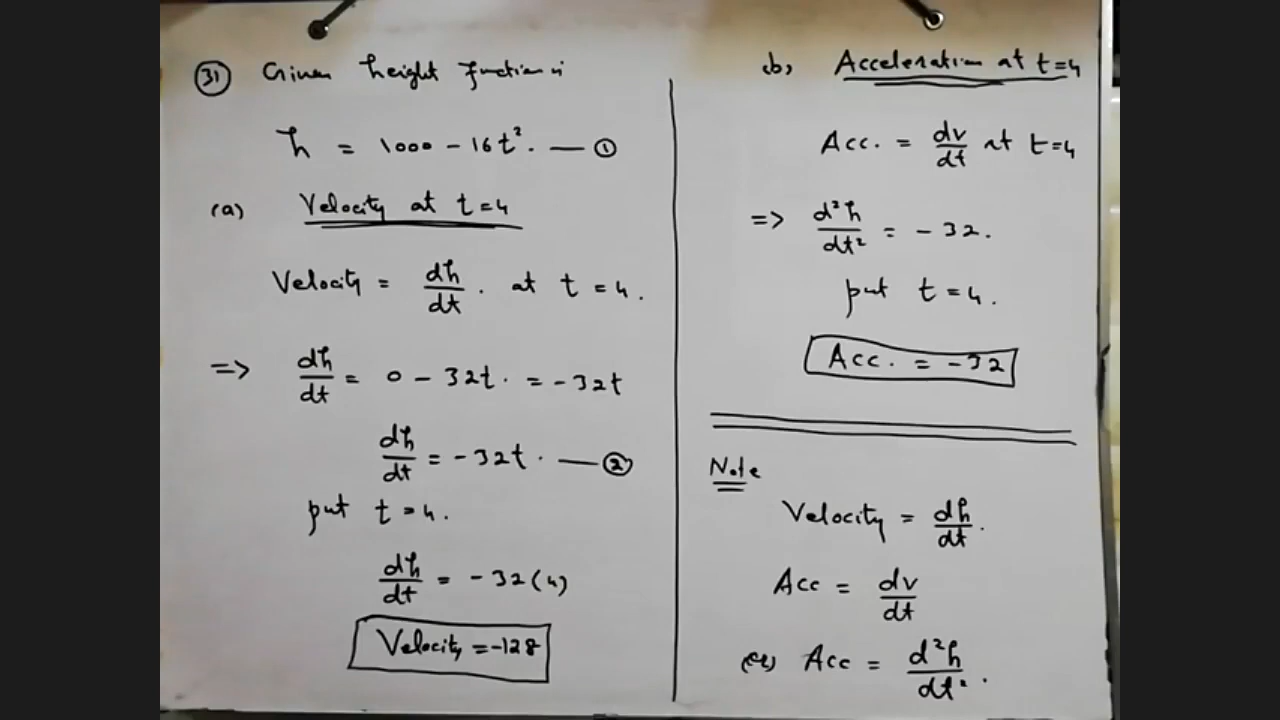 31 Given height function is
h = 1000 - 16t². — ①
(a) Velocity at t=4
Velocity = dh/dt . at t = 4.
=> dh/dt = 0 - 32t. = -32t
dh/dt = -32t. — ②
put t=4.
dh/dt = -32(4)
Velocity = -128
(b) Acceleration at t=4
Acc. = dv/dt at t=4
=> d²h/dt² = -32.
put t=4.
Acc. = -32
Note
Velocity = dh/dt.
Acc = dv/dt
(or) Acc = d²h/dt².